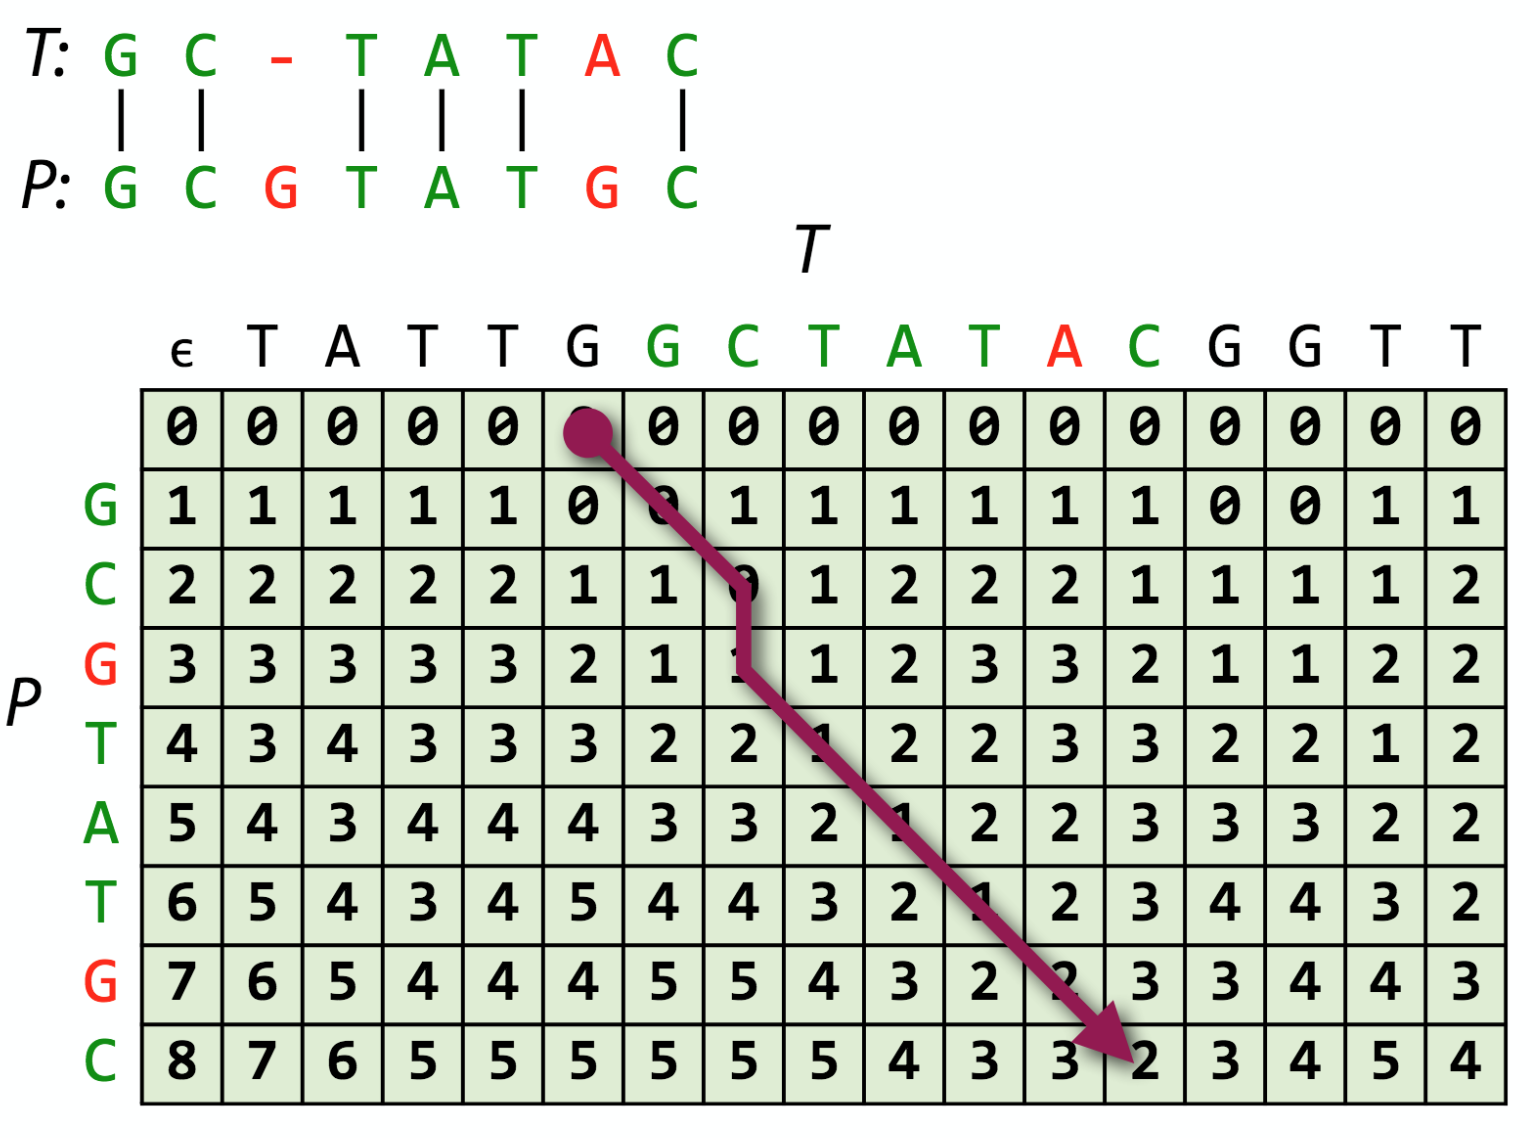 T: G C - T A T A C
| | | | | |
P: G C G T A T G C
T
ϵ T A T T G G C T A T A C G G T T
0 0 0 0 0 0 0 0 0 0 0 0 0 0 0 0
G 1 1 1 1 1 0 0 1 1 1 1 1 1 0 0 1 1
C 2 2 2 2 2 1 1 0 1 2 2 2 1 1 1 1 2
G 3 3 3 3 3 2 1 1 1 2 3 3 2 1 1 2 2
P
T 4 3 4 3 3 3 2 2 1 2 2 3 3 2 2 1 2
A 5 4 3 4 4 4 3 3 2 1 2 2 3 3 3 2 2
T 6 5 4 3 4 5 4 4 3 2 1 2 3 4 4 3 2
G 7 6 5 4 4 4 5 5 4 3 2 2 3 3 4 4 3
C 8 7 6 5 5 5 5 5 5 4 3 3 2 3 4 5 4